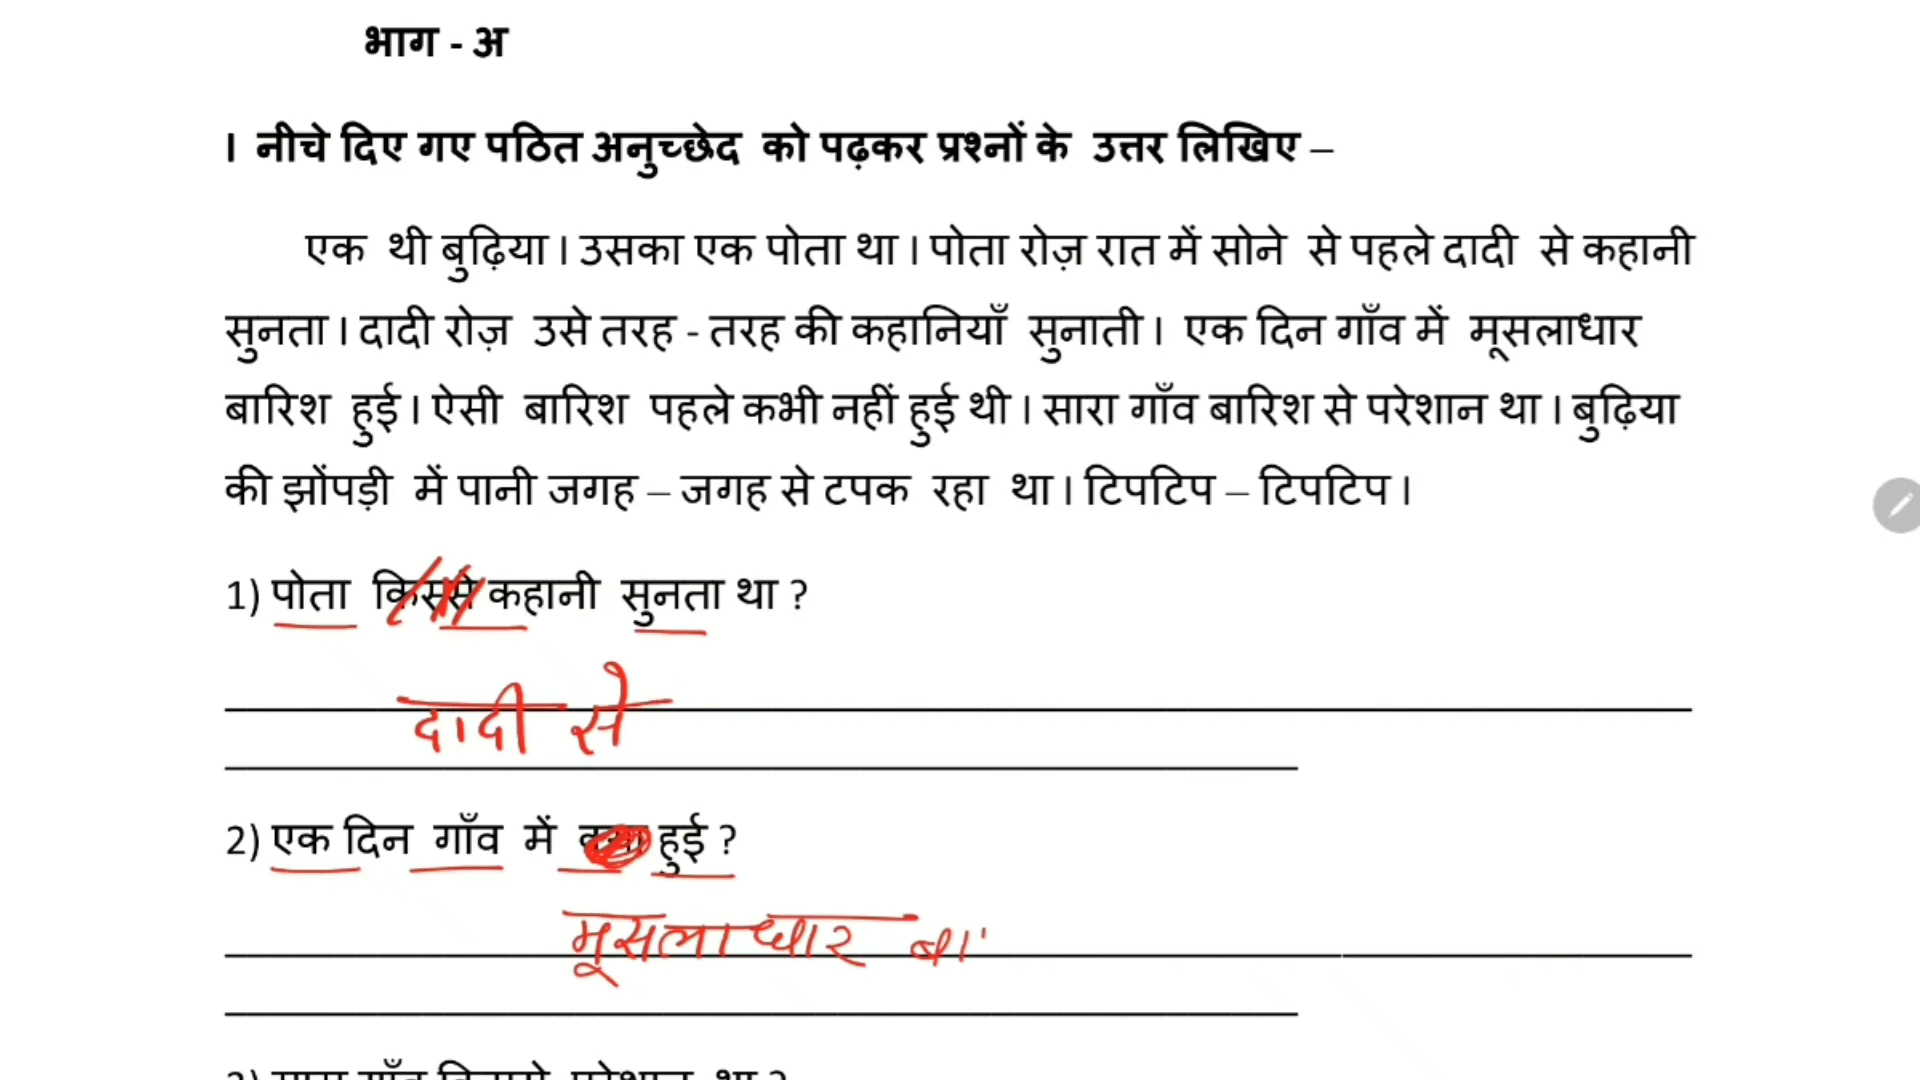 भाग - अ
I नीचे दिए गए पठित अनुच्छेद को पढ़कर प्रश्नों के उत्तर लिखिए –
एक थी बुढ़िया । उसका एक पोता था । पोता रोज़ रात में सोने से पहले दादी से कहानी
सुनता । दादी रोज़ उसे तरह - तरह की कहानियाँ सुनाती । एक दिन गाँव में मूसलाधार
बारिश हुई । ऐसी बारिश पहले कभी नहीं हुई थी । सारा गाँव बारिश से परेशान था । बुढ़िया
की झोंपड़ी में पानी जगह – जगह से टपक रहा था । टिपटिप – टिपटिप ।
1) पोता किससे कहानी सुनता था ?
दादी से
2) एक दिन गाँव में क्या हुई ?
मूसलाधार बा